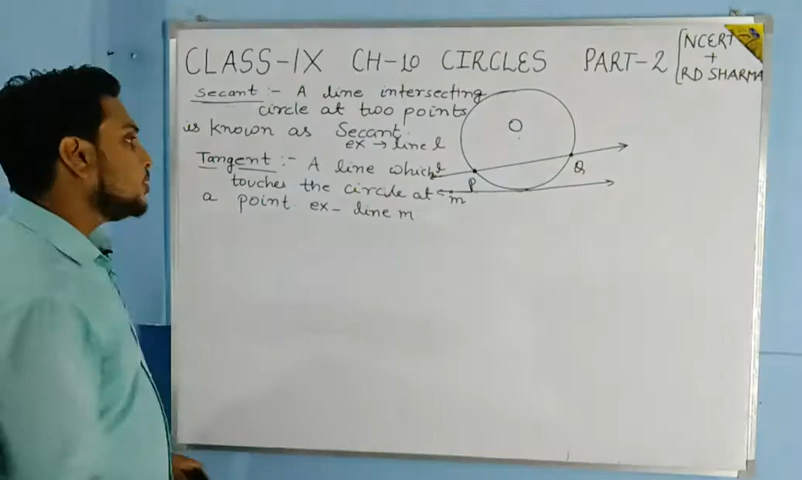 CLASS-IX CH-10 CIRCLES PART-2 [NCERT
+
RD SHARMA
Secant :- A line intersecting
circle at two points
is known as Secant.
ex → line l
Tangent :- A line which
touches the circle at
a point. ex- line m
O
l
P
Q
m